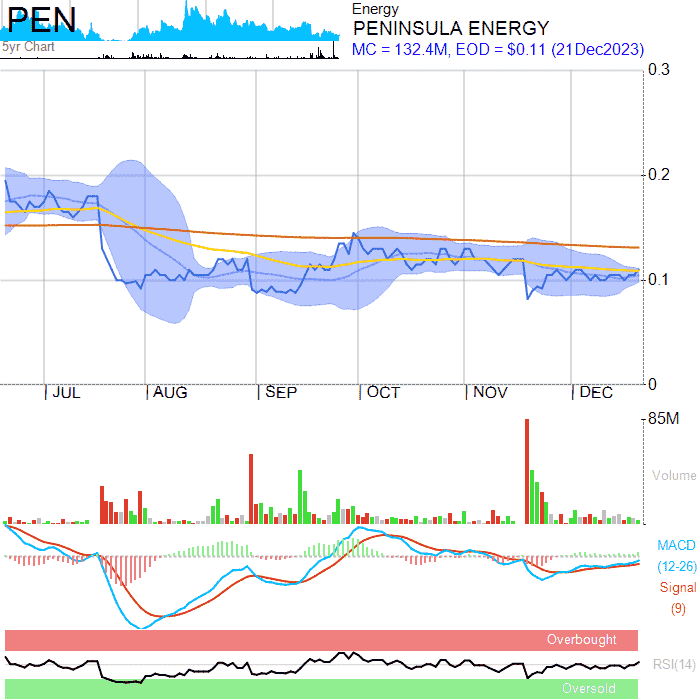 PEN
5yr Chart
Energy
PENINSULA ENERGY
MC = 132.4M, EOD = $0.11 (21Dec2023)
0.3
0.2
0.1
0
JUL AUG SEP OCT NOV DEC
85M
Volume
MACD
(12-26)
Signal
(9)
Overbought
RSI(14)
Oversold